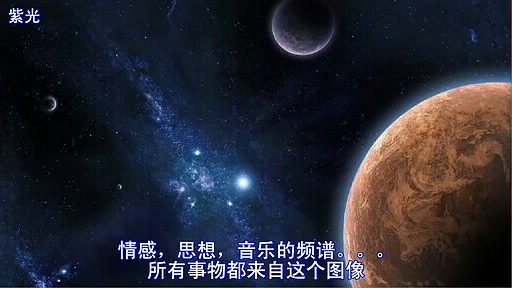 紫光
情感，思想，音乐的频谱。。。
所有事物都来自这个图像